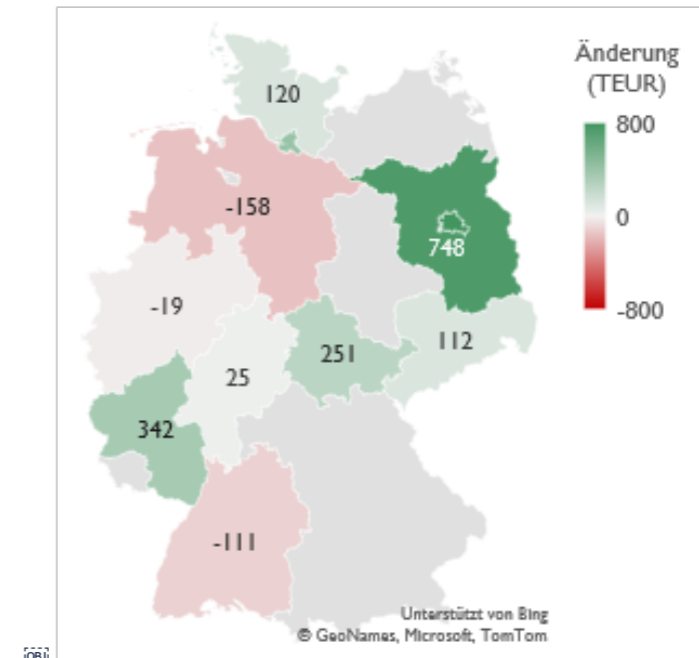 Änderung
(TEUR)
800
0
-800
120
-158
748
-19
112
251
25
342
-111
Unterstützt von Bing
© GeoNames, Microsoft, TomTom
OBJ